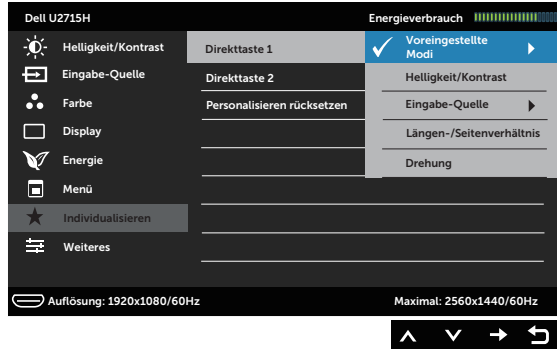 Dell U2715H
Energieverbrauch
Helligkeit/Kontrast
Direkttaste 1
Voreingestellte
Modi
Eingabe-Quelle
Direkttaste 2
Helligkeit/Kontrast
Farbe
Personalisieren rücksetzen
Eingabe-Quelle
Display
Längen-/Seitenverhältnis
Energie
Drehung
Menü
Individualisieren
Weiteres
Auflösung: 1920x1080/60Hz
Maximal: 2560x1440/60Hz